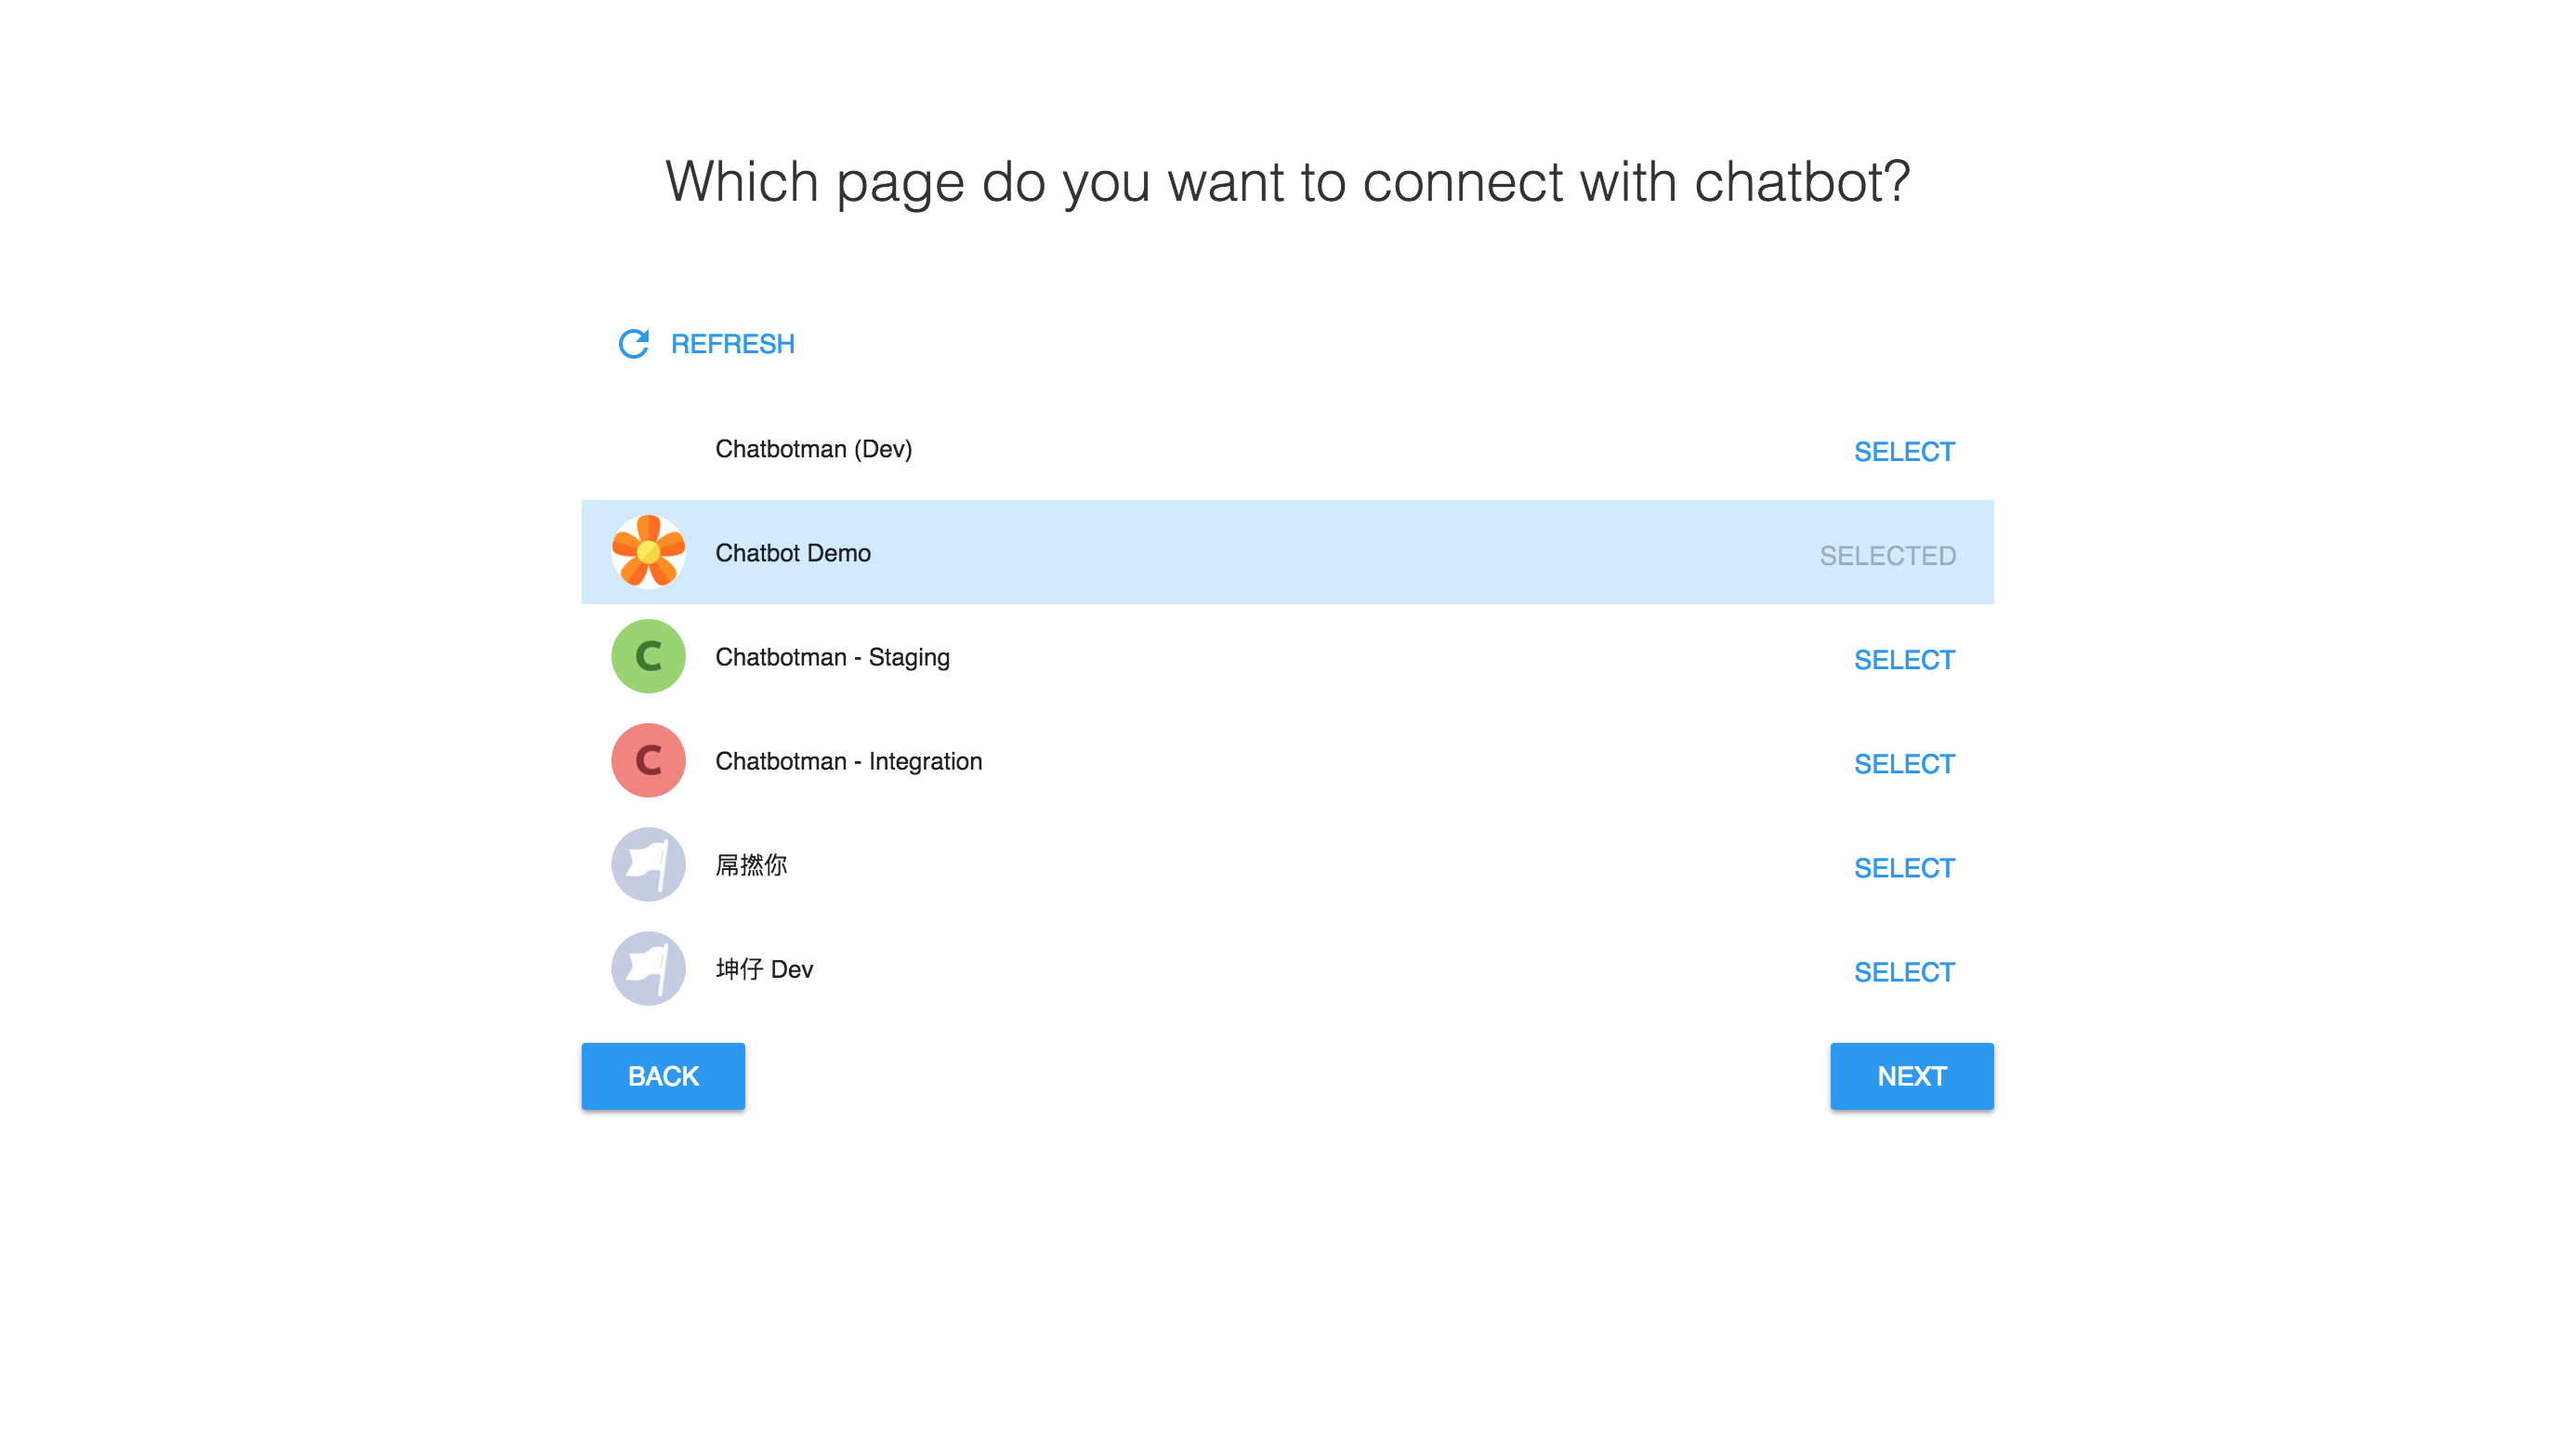 Which page do you want to connect with chatbot?
REFRESH
Chatbotman (Dev) SELECT
Chatbot Demo SELECTED
C Chatbotman - Staging SELECT
C Chatbotman - Integration SELECT
屌撚你 SELECT
坤仔 Dev SELECT
BACK NEXT